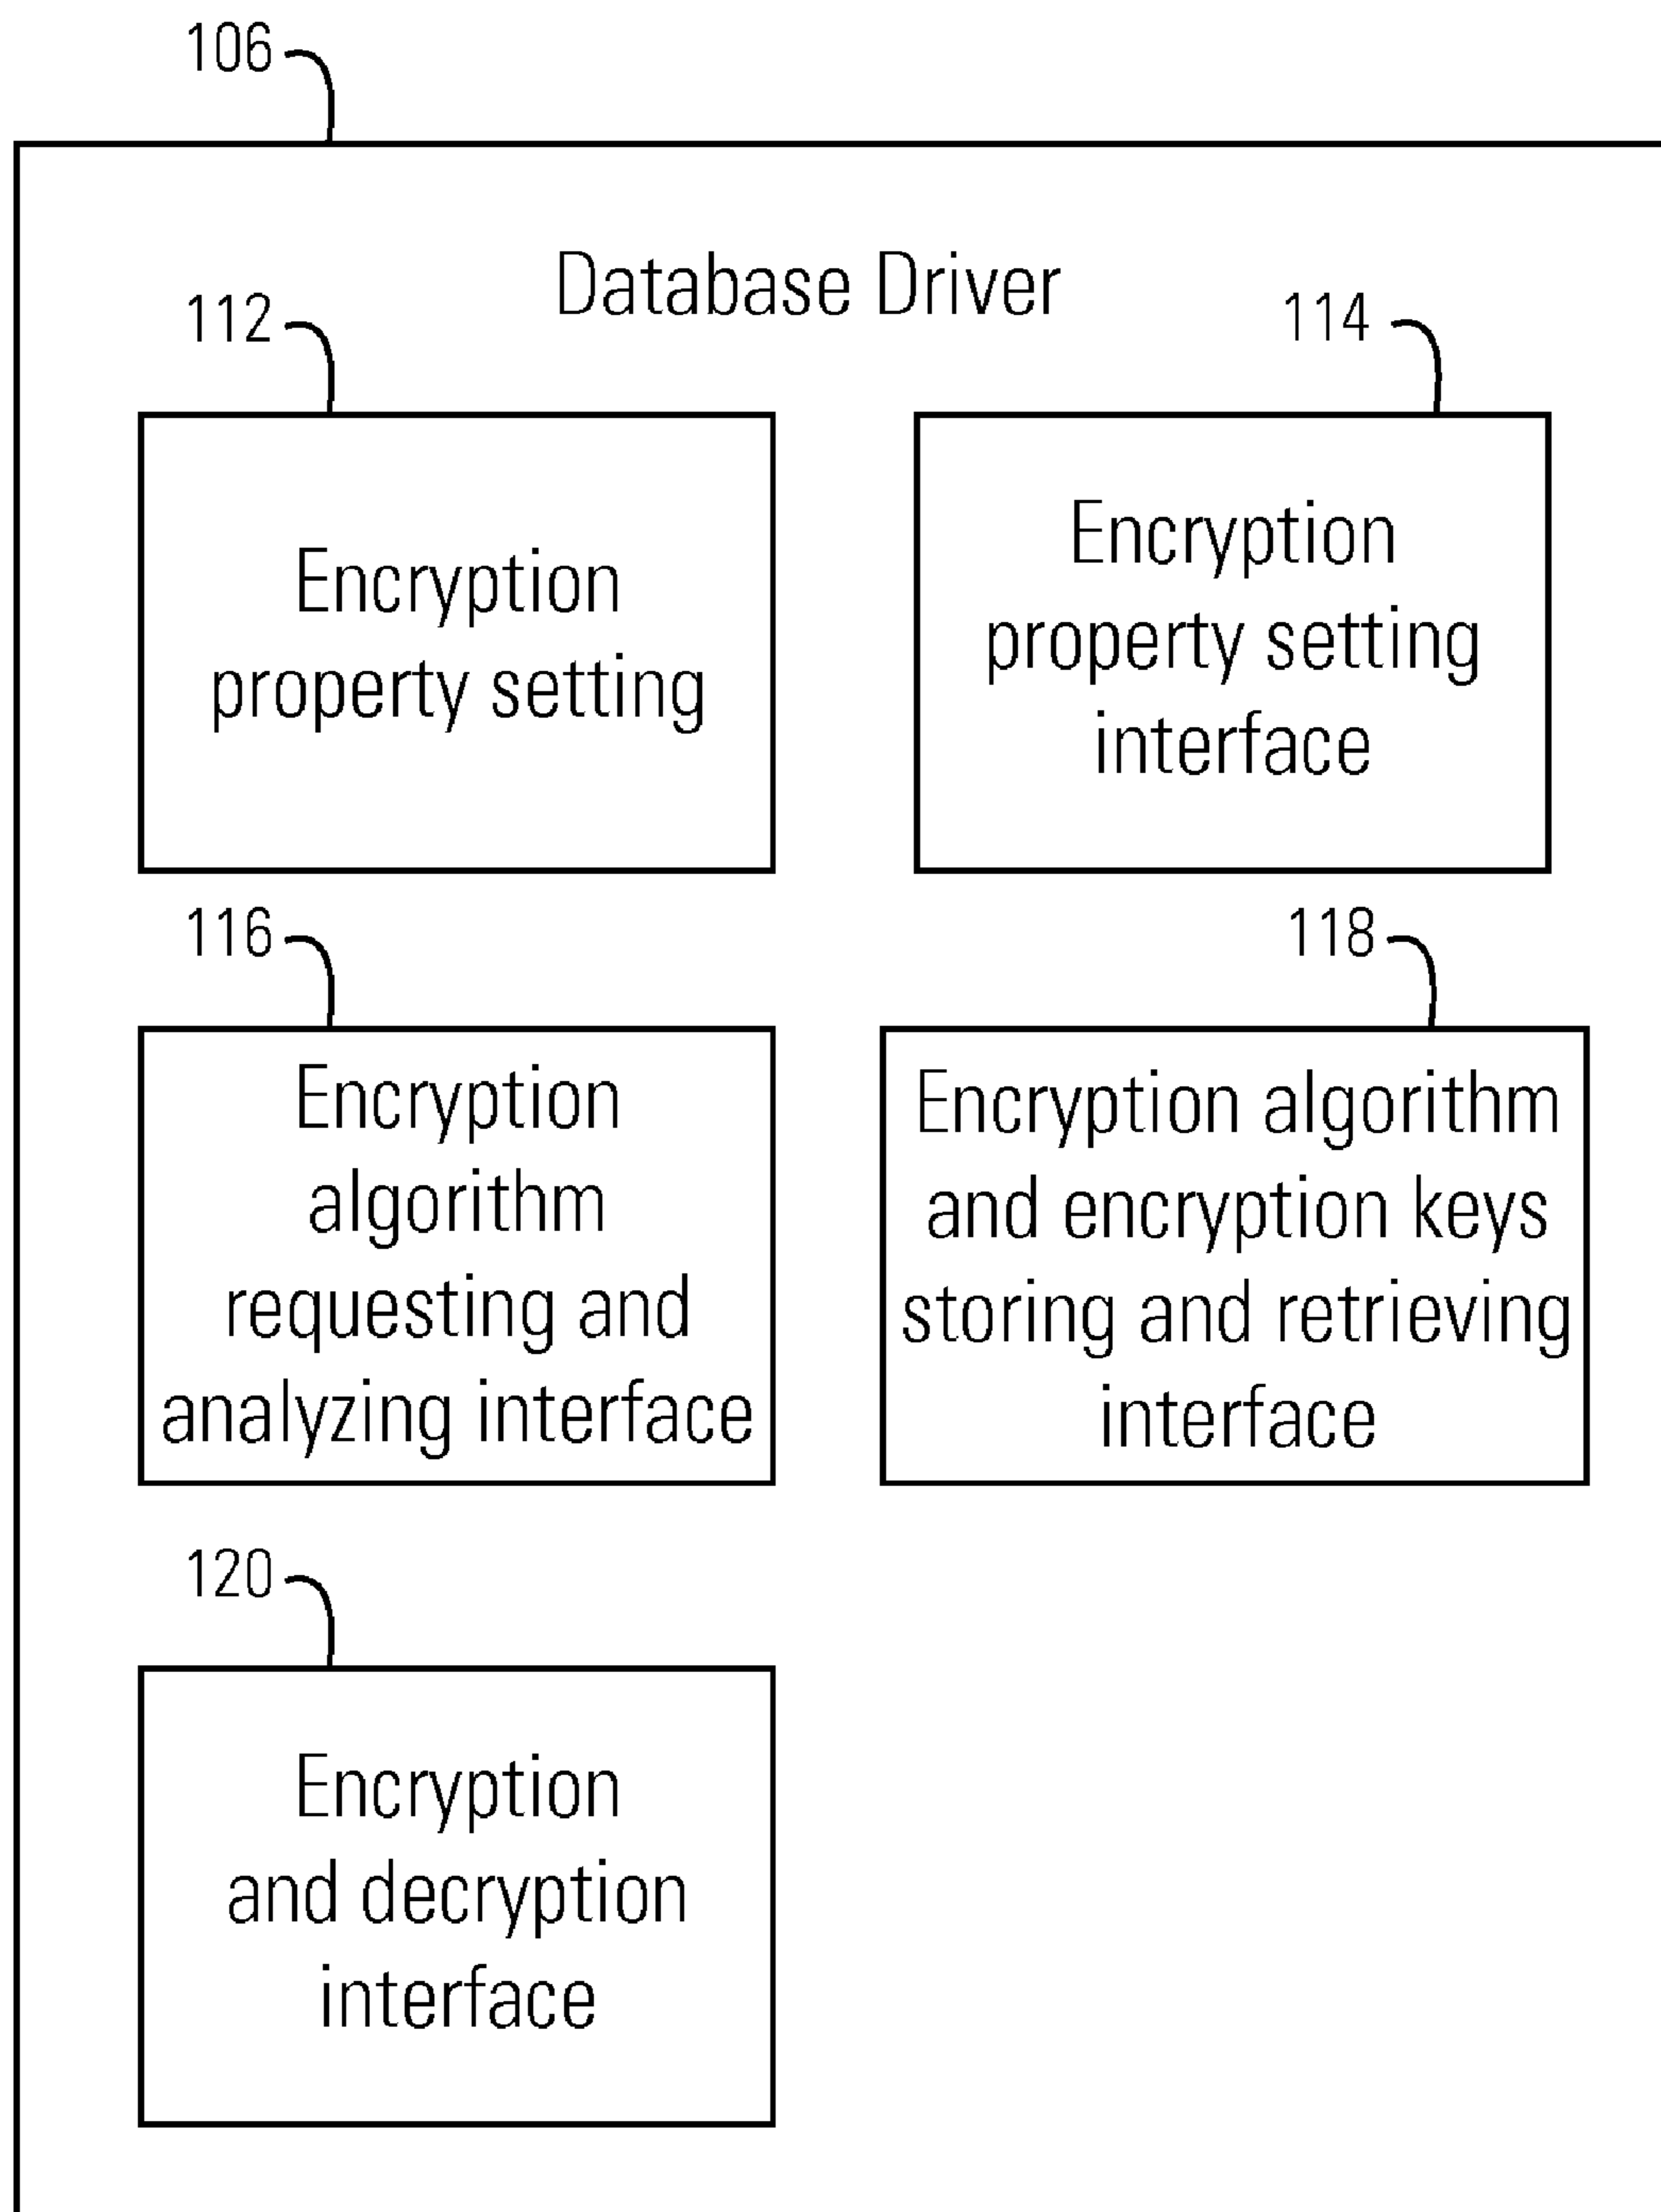 106
Database Driver
112
114
Encryption
property setting
Encryption
property setting
interface
116
118
Encryption
algorithm
requesting and
analyzing interface
Encryption algorithm
and encryption keys
storing and retrieving
interface
120
Encryption
and decryption
interface